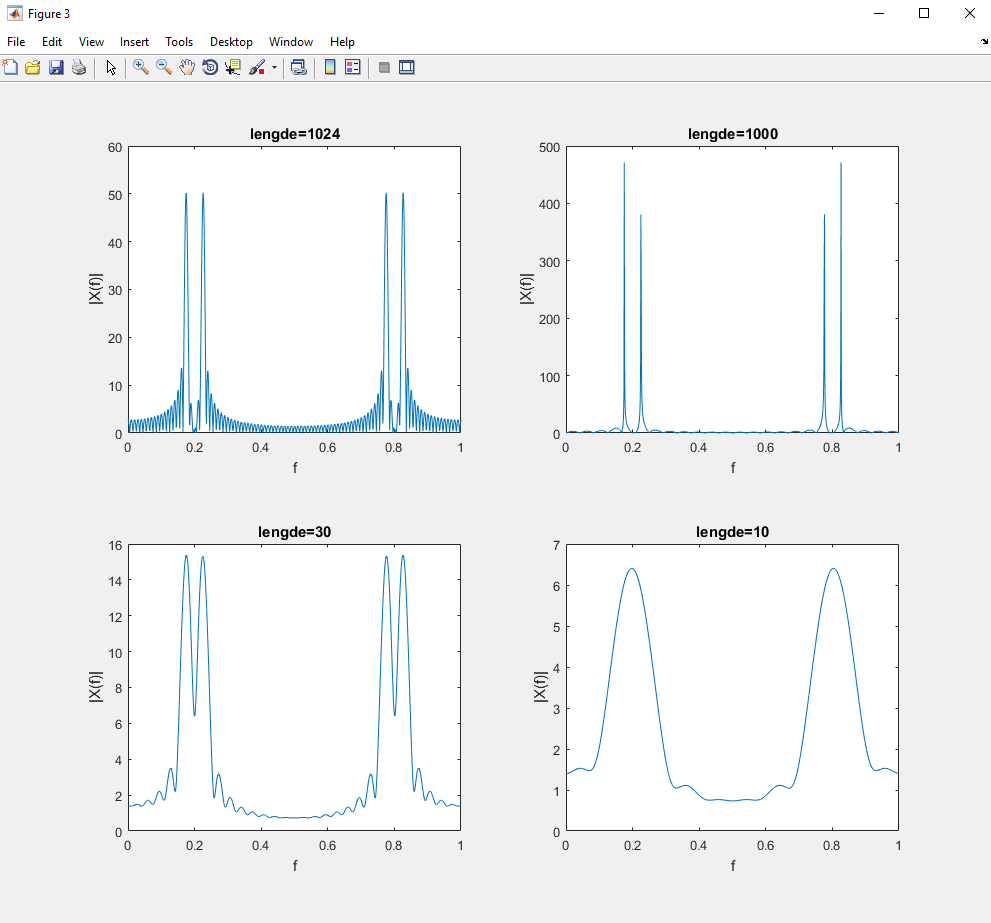 Figure 3
File Edit View Insert Tools Desktop Window Help
lengde=1024
60
50
40
30
20
10
0
|X(f)|
0 0.2 0.4 0.6 0.8 1
f
lengde=1000
500
400
300
200
100
0
|X(f)|
0 0.2 0.4 0.6 0.8 1
f
lengde=30
16
14
12
10
8
6
4
2
0
|X(f)|
0 0.2 0.4 0.6 0.8 1
f
lengde=10
7
6
5
4
3
2
1
0
|X(f)|
0 0.2 0.4 0.6 0.8 1
f